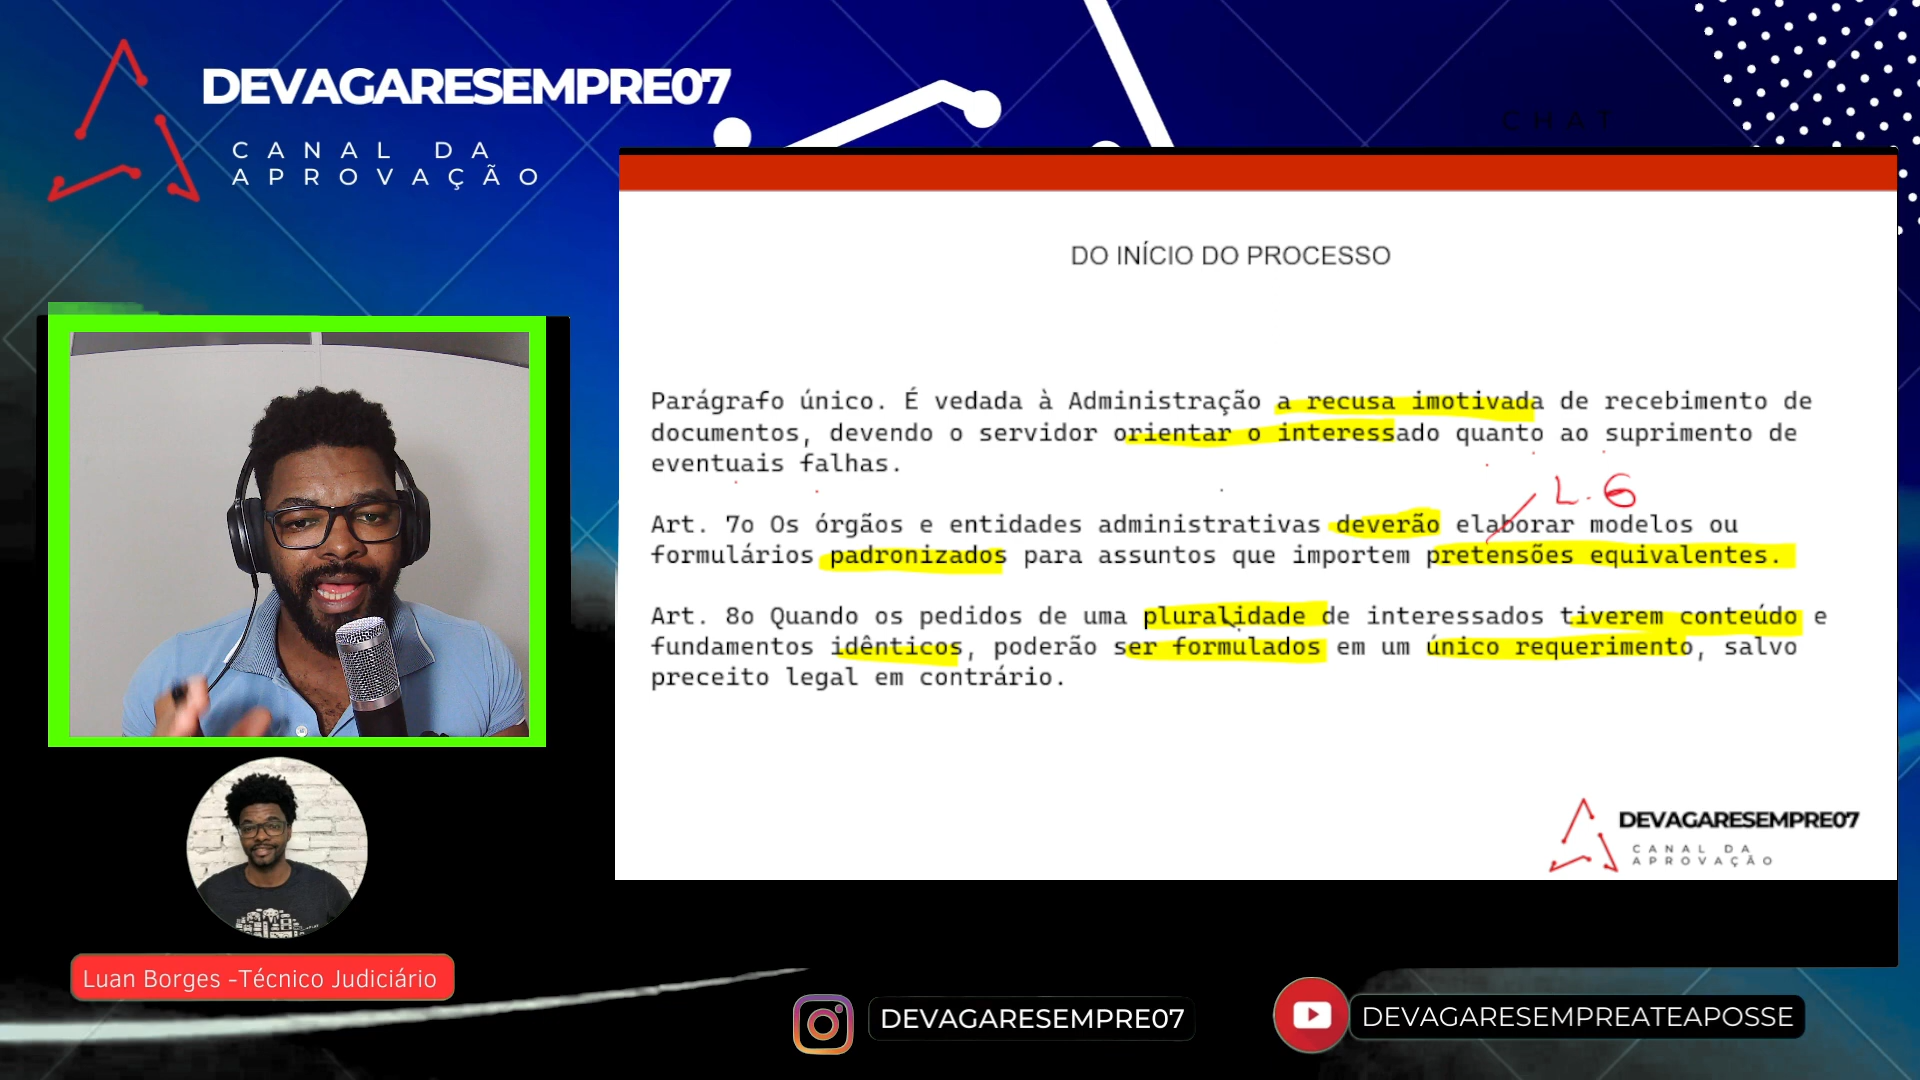 DEVAGARESEMPRE07
CANAL DA
APROVAÇÃO
CHAT
DO INÍCIO DO PROCESSO
Parágrafo único. É vedada à Administração a recusa imotivada de recebimento de
documentos, devendo o servidor orientar o interessado quanto ao suprimento de
eventuais falhas.
L. 6
Art. 7o Os órgãos e entidades administrativas deverão elaborar modelos ou
formulários padronizados para assuntos que importem pretensões equivalentes.
Art. 8o Quando os pedidos de uma pluralidade de interessados tiverem conteúdo e
fundamentos idênticos, poderão ser formulados em um único requerimento, salvo
preceito legal em contrário.
DEVAGARESEMPRE07
CANAL DA
APROVAÇÃO
Luan Borges -Técnico Judiciário
DEVAGARESEMPRE07
DEVAGARESEMPREATEAPOSSE